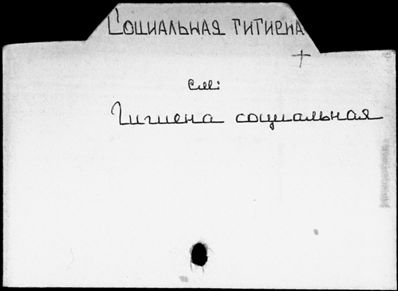 Социальная гигиена
+
см:
Гигиена социальная